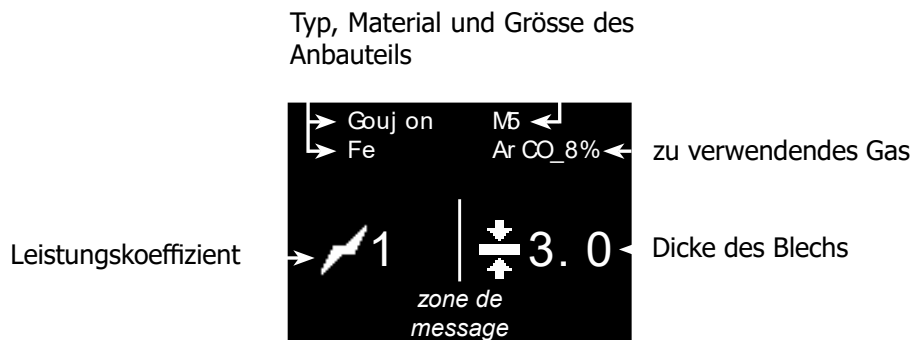 Typ, Material und Grösse des
Anbauteils
Goujon M5
Fe ArCO_8%
zu verwendendes Gas
Leistungskoeffizient
1
3.0
Dicke des Blechs
zone de
message